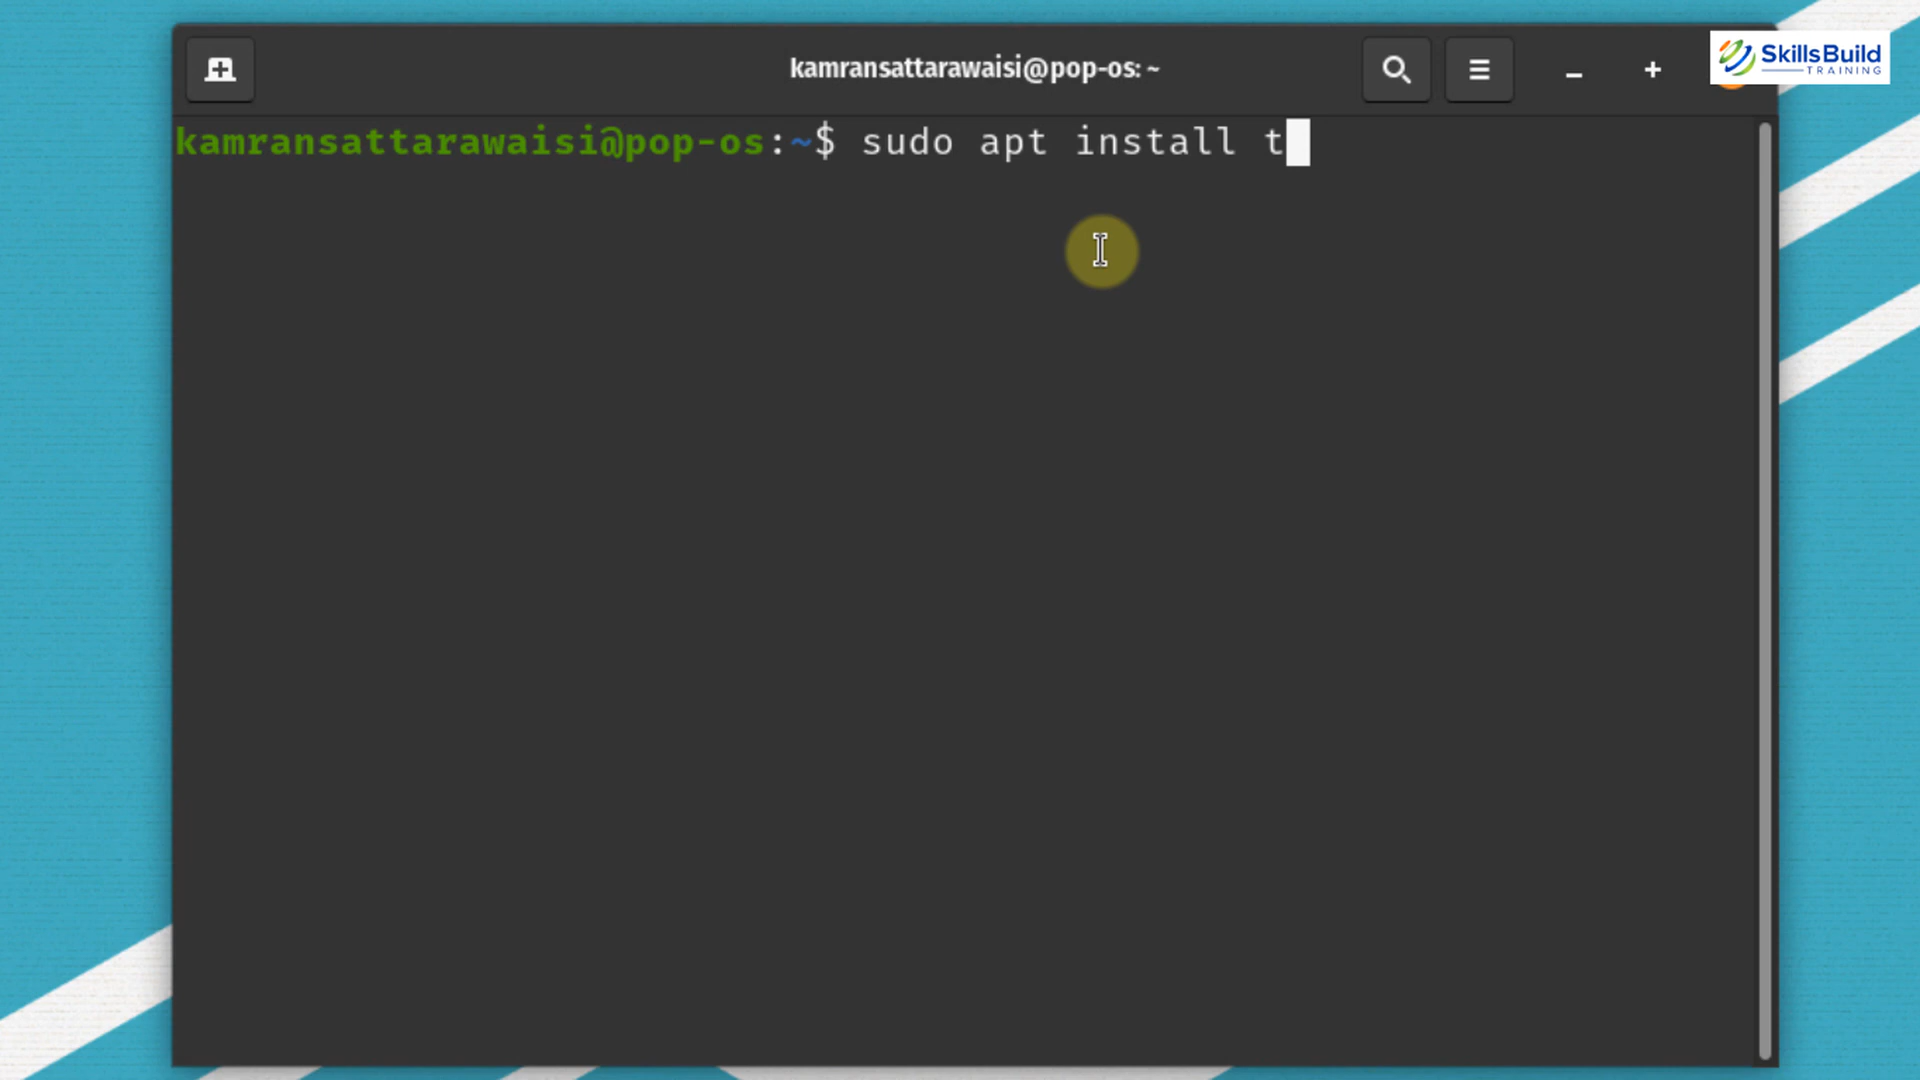 kamransattarawaisi@pop-os: ~
SkillsBuild
TRAINING
kamransattarawaisi@pop-os:~$ sudo apt install t